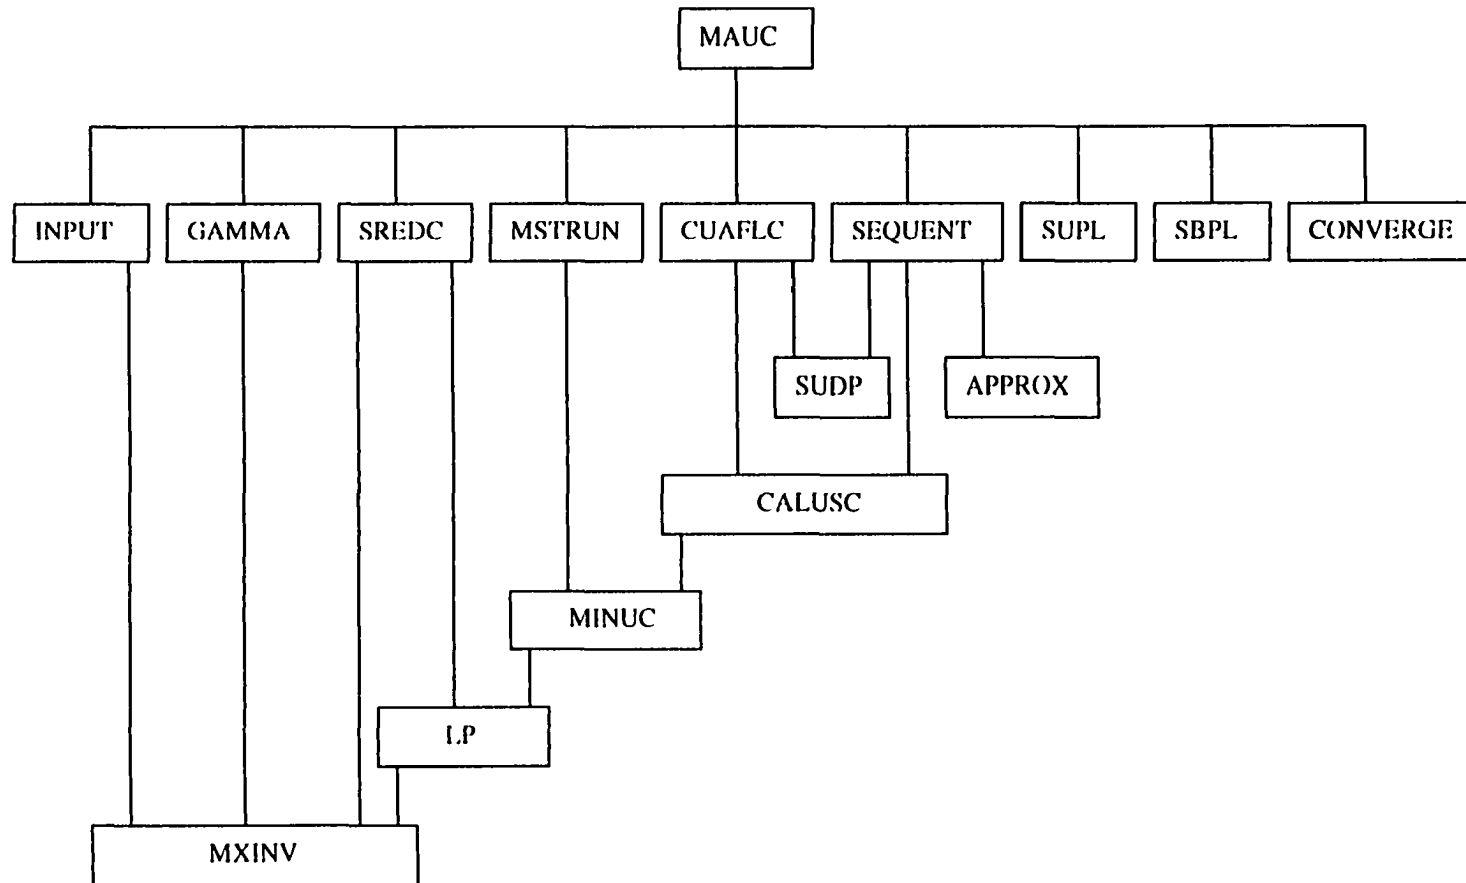 MAUC
INPUT
GAMMA
SREDC
MSTRUN
CUAFLC
SEQUENT
SUPL
SBPL
CONVERGE
SUDP
APPROX
CALUSC
MINUC
LP
MXINV